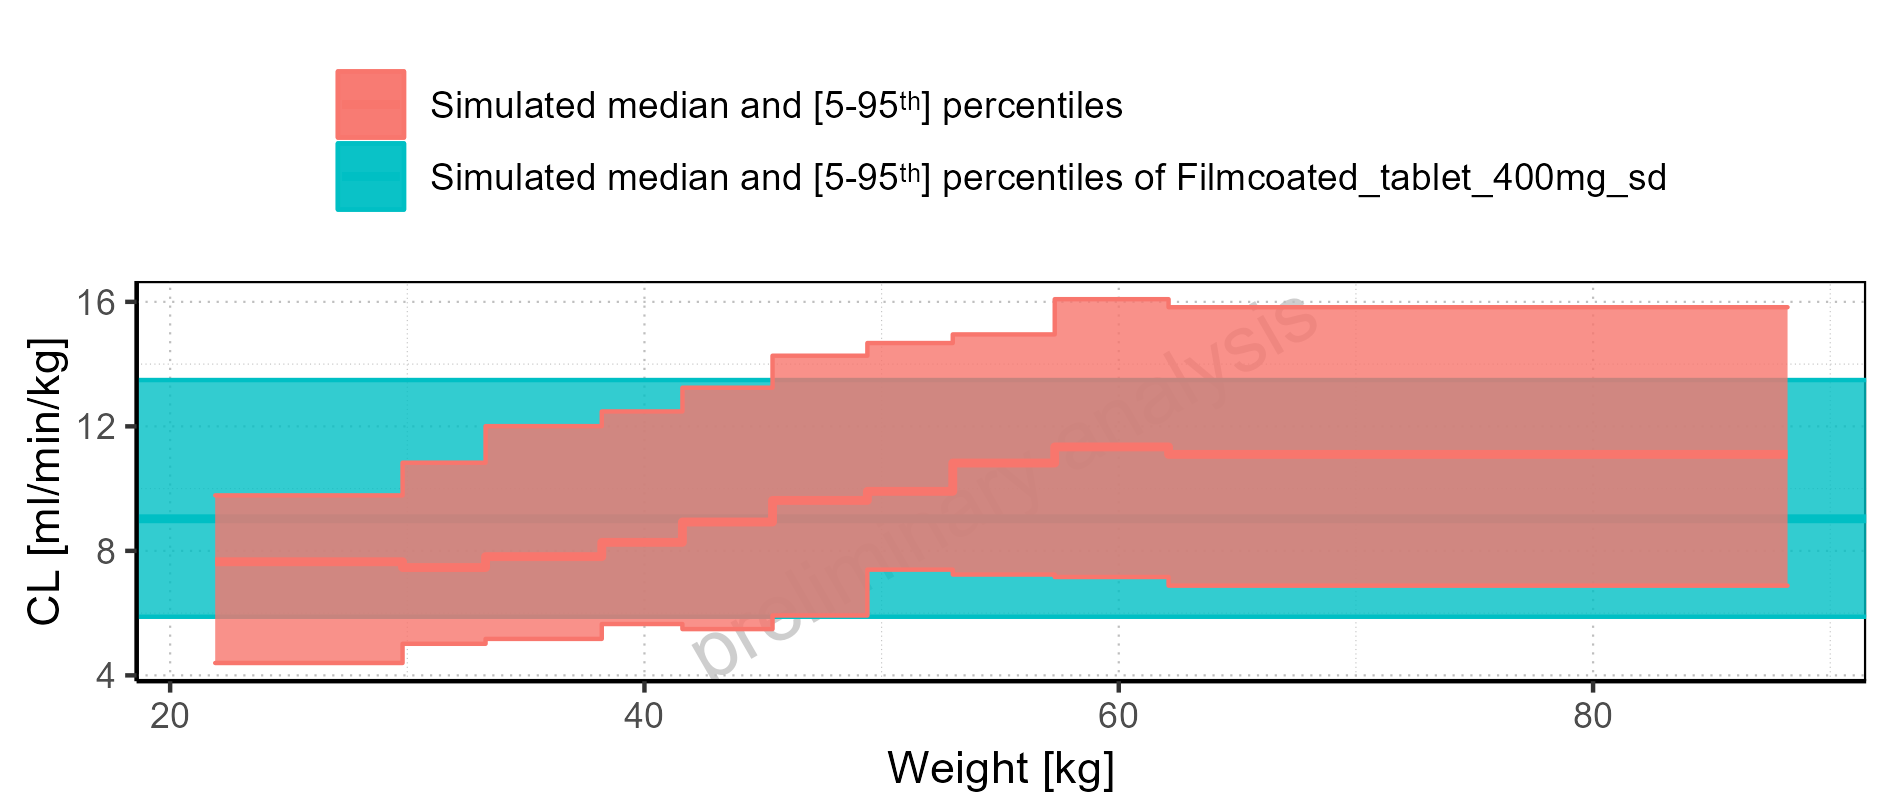 Simulated median and [5-95th] percentiles
Simulated median and [5-95th] percentiles of Filmcoated_tablet_400mg_sd
CL [ml/min/kg]
16
12
8
4
preliminary analysis
20 40 60 80
Weight [kg]